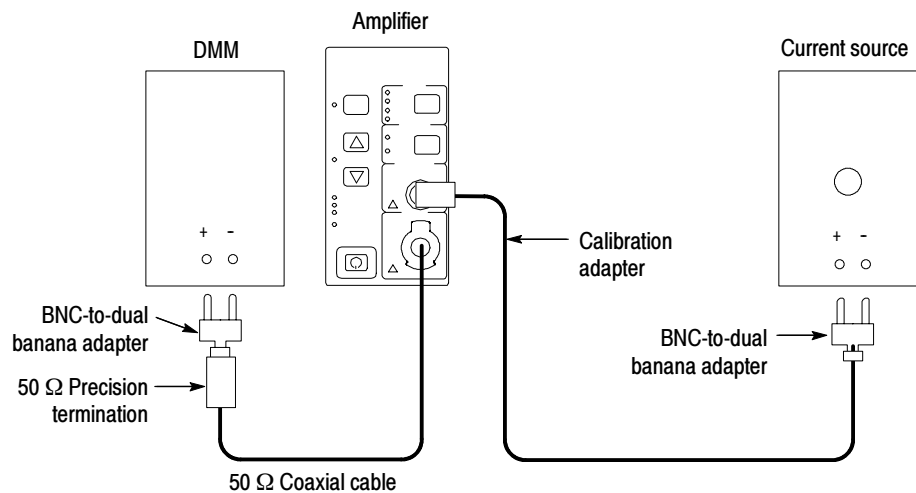 Amplifier
DMM
Current source
+ -
+ -
Calibration
adapter
BNC-to-dual
banana adapter
BNC-to-dual
banana adapter
50 Ω Precision
termination
50 Ω Coaxial cable